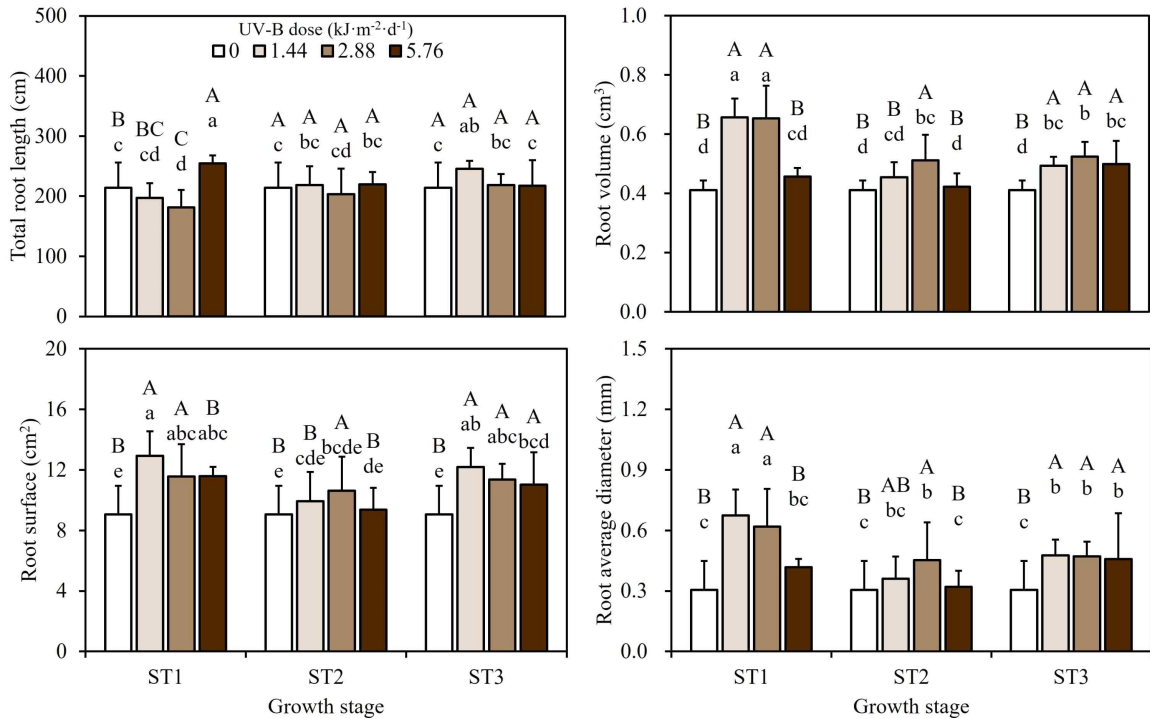 UV-B dose (kJ·m⁻²·d⁻¹)
0 1.44 2.88 5.76
Total root length (cm)
500
400
300
200
100
0
B BC C A
c cd d a
A A A A
c bc cd bc
A A A A
c ab bc c
Root volume (cm³)
1.0
0.8
0.6
0.4
0.2
0.0
B A A B
d a a cd
B B A B
d cd bc d
B A A A
d bc b bc
Root surface (cm²)
20
16
12
8
4
0
B A A B
e a abc abc
B B A B
e cde bcde de
B A A A
e ab abc bcd
ST1 ST2 ST3
Growth stage
Root average diameter (mm)
1.5
1.2
0.9
0.6
0.3
0.0
B A A B
c a a bc
B AB A B
c bc b c
B A A A
c b b b
ST1 ST2 ST3
Growth stage